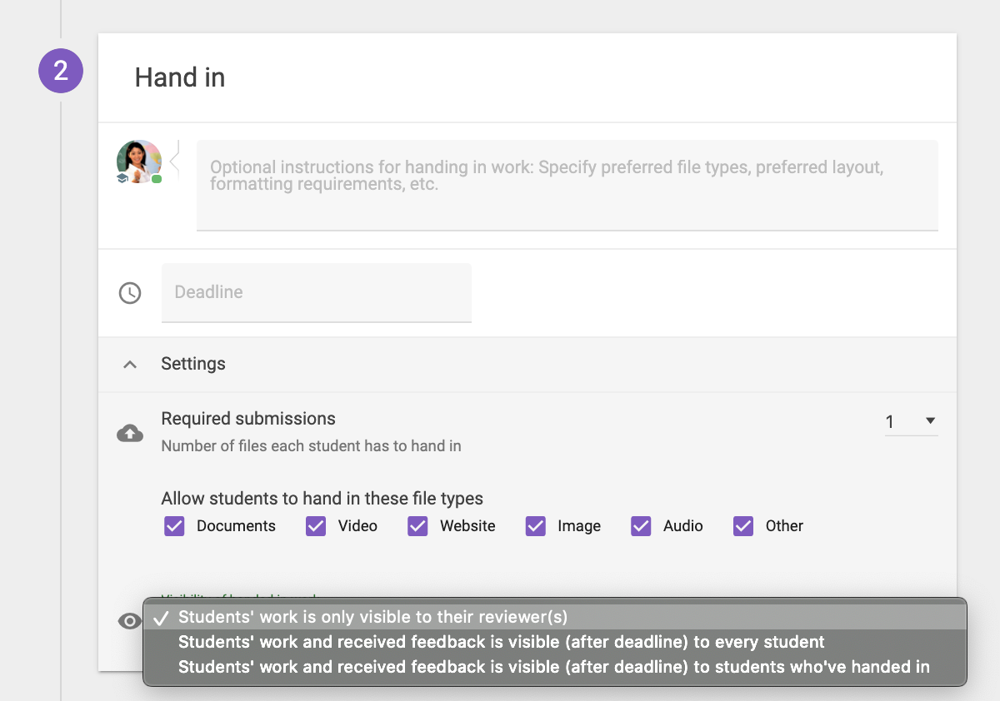 2
Hand in
Optional instructions for handing in work: Specify preferred file types, preferred layout,
formatting requirements, etc.
Deadline
Settings
Required submissions
1
Number of files each student has to hand in
Allow students to hand in these file types
Documents Video Website Image Audio Other
Students' work is only visible to their reviewer(s)
Students' work and received feedback is visible (after deadline) to every student
Students' work and received feedback is visible (after deadline) to students who've handed in